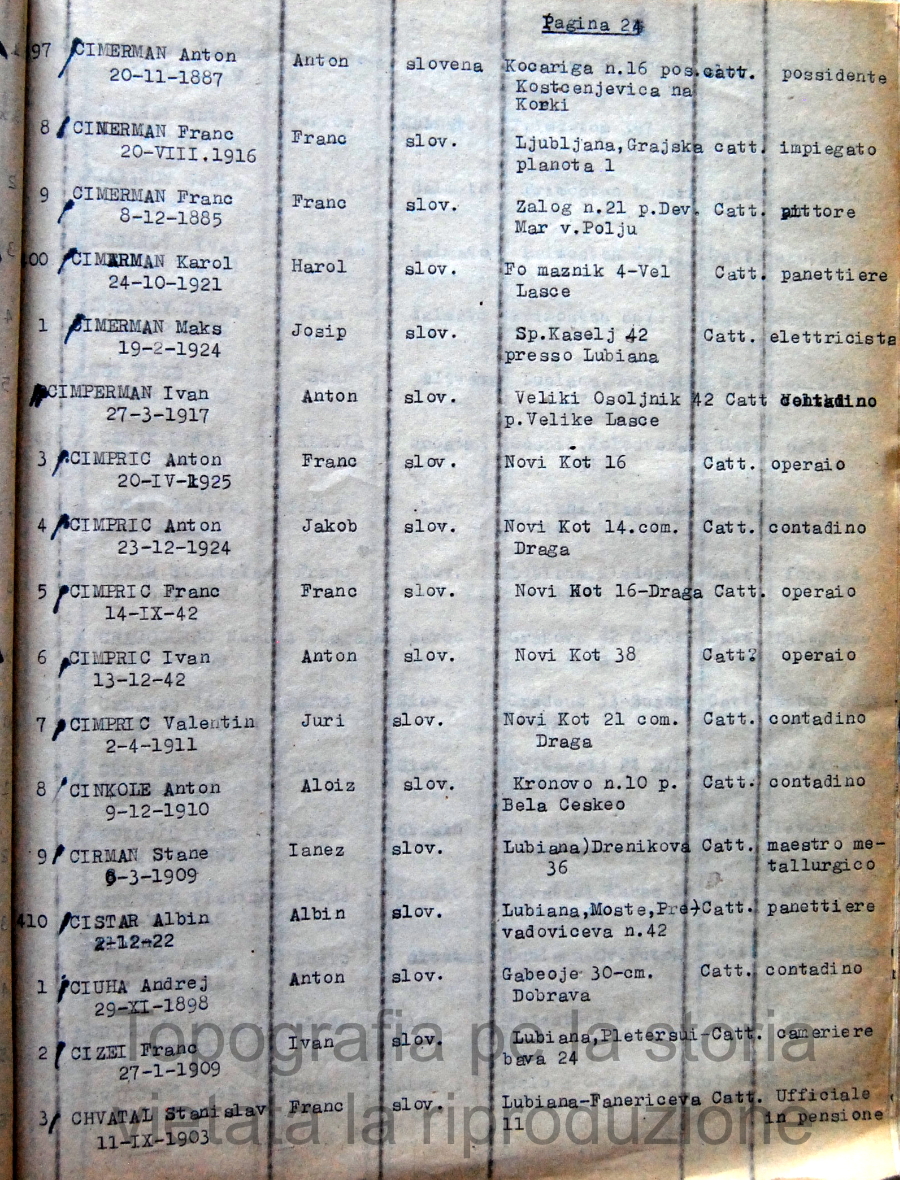 Pagina 24
97 CIMERMAN Anton Anton slovena Kocariga n.16 pos. catt. possidente
20-11-1887 Kostcenjevica na
Korki
8 CIMERMAN Franc Franc slov. Ljubljana,Grajska catt. impiegato
20-VIII.1916 planota 1
9 CIMERMAN Franc Franc slov. Zalog n.21 p.Dev. Catt. pittore
8-12-1885 Mar v.Polju
00 CIMERMAN Karol Harol slov. Fo maznik 4-Vel Catt. panettiere
24-10-1921 Lasce
1 CIMERMAN Maks Josip slov. Sp.Kaselj 42 Catt. elettricista
19-2-1924 presso Lubiana
CIMPERMAN Ivan Anton slov. Veliki Osoljnik 42 Catt contadino
27-3-1917 p.Velike Lasce
3 CIMPRIC Anton Franc slov. Novi Kot 16 Catt. operaio
20-IV-1925
4 CIMPRIC Anton Jakob slov. Novi Kot 14.com. Catt. contadino
23-12-1924 Draga
5 CIMPRIC Franc Franc slov. Novi Kot 16-Draga Catt. operaio
14-IX-42
6 CIMPRIC Ivan Anton slov. Novi Kot 38 Catt? operaio
13-12-42
7 CIMPRIC Valentin Juri slov. Novi Kot 21 com. Catt. contadino
2-4-1911 Draga
8 CINKOLE Anton Aloiz slov. Kronovo n.10 p. Catt. contadino
9-12-1910 Bela Ceskeo
9 CIRMAN Stane Ianez slov. Lubiana)Drenikova Catt. maestro me-
6-3-1909 36 tallurgico
410 CISTAR Albin Albin slov. Lubiana,Moste,Pre-)Catt. panettiere
2-12-22 vadoviceva n.42
1 CIUHA Andrej Anton slov. Gabeoje 30-cm. Catt. contadino
29-XI-1898 Dobrava
2 CIZEI Franc Ivan slov. Lubiana,Pletersui-Catt. cameriere
27-1-1909 bava 24
3 CHVATAL Stanislav Franc slov. Lubiana-Fanericeva Catt. Ufficiale
11-IX-1903 11 in pensione
Topografia per la storia
vietata la riproduzione